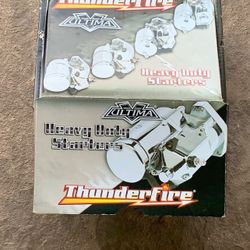 ULTIMA
Heavy Duty
Starters
ThunderFire
ULTIMA
Heavy Duty
Starters
ThunderFire